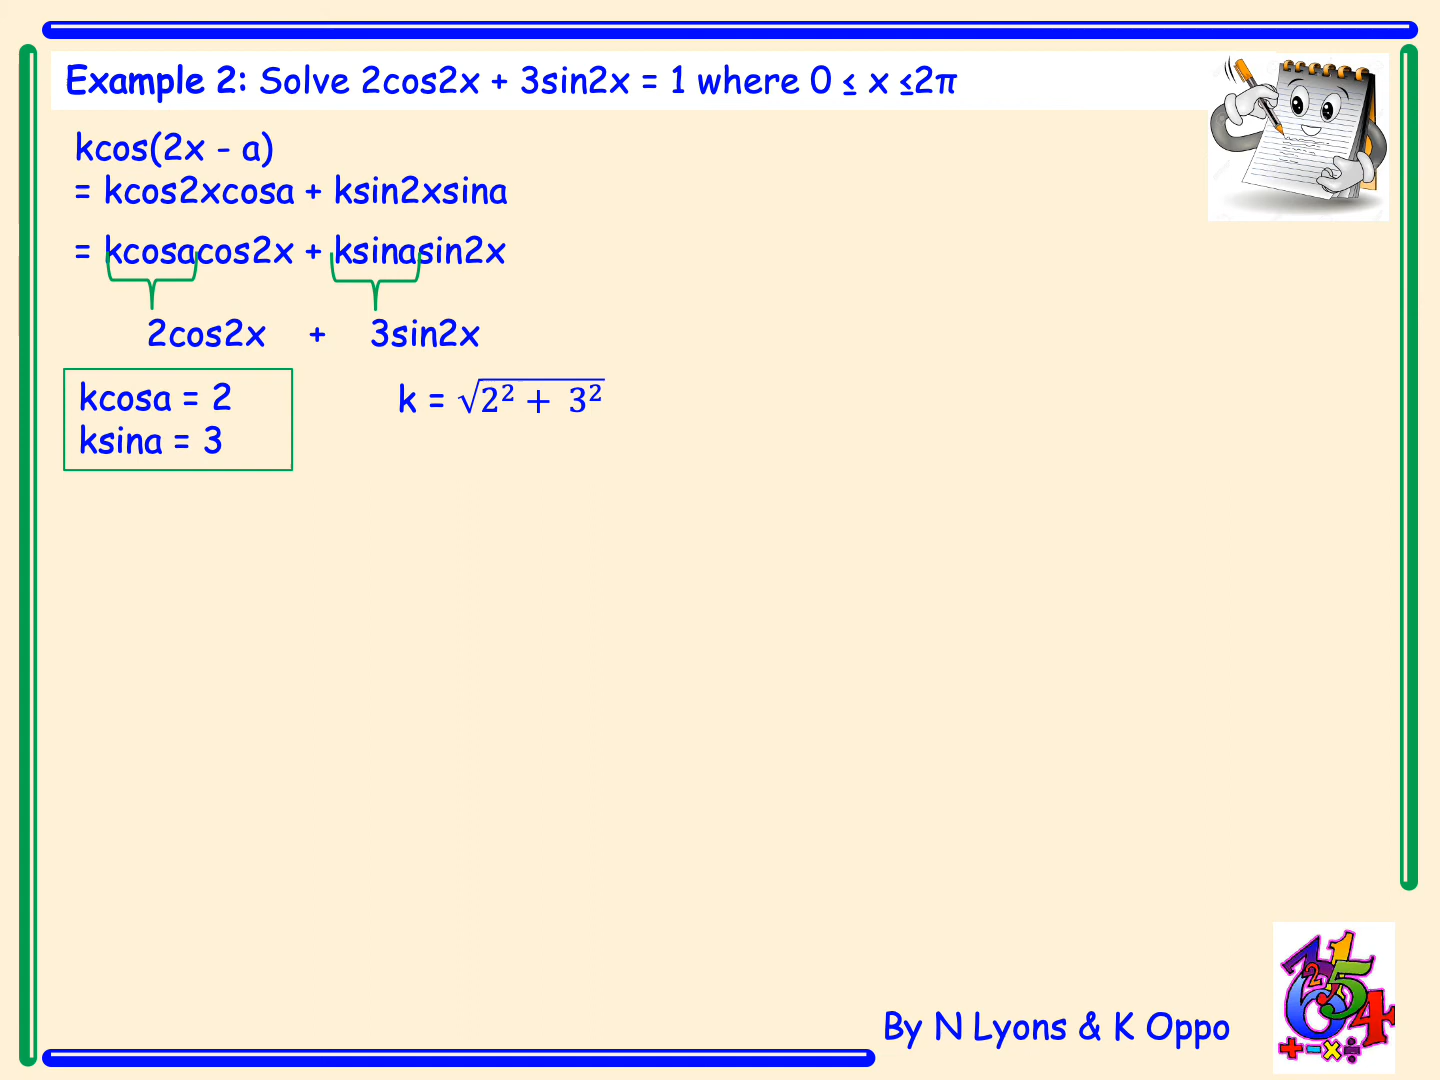 Example 2: Solve 2cos2x + 3sin2x = 1 where 0 ≤ x ≤2π
kcos(2x - a)
= kcos2xcosa + ksin2xsina
= kcosacos2x + ksinasin2x
2cos2x + 3sin2x
kcosa = 2
ksina = 3
k = √2² + 3²
By N Lyons & K Oppo